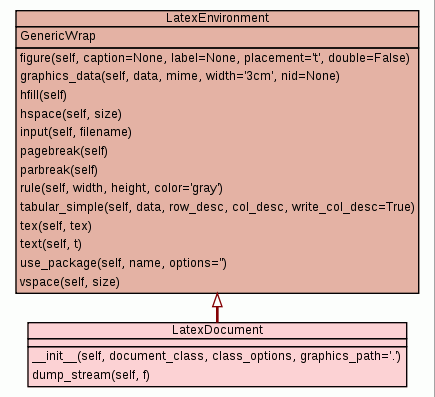 LatexEnvironment
GenericWrap
figure(self, caption=None, label=None, placement='t', double=False)
graphics_data(self, data, mime, width='3cm', nid=None)
hfill(self)
hspace(self, size)
input(self, filename)
pagebreak(self)
parbreak(self)
rule(self, width, height, color='gray')
tabular_simple(self, data, row_desc, col_desc, write_col_desc=True)
tex(self, tex)
text(self, t)
use_package(self, name, options='')
vspace(self, size)
LatexDocument
__init__(self, document_class, class_options, graphics_path='.')
dump_stream(self, f)